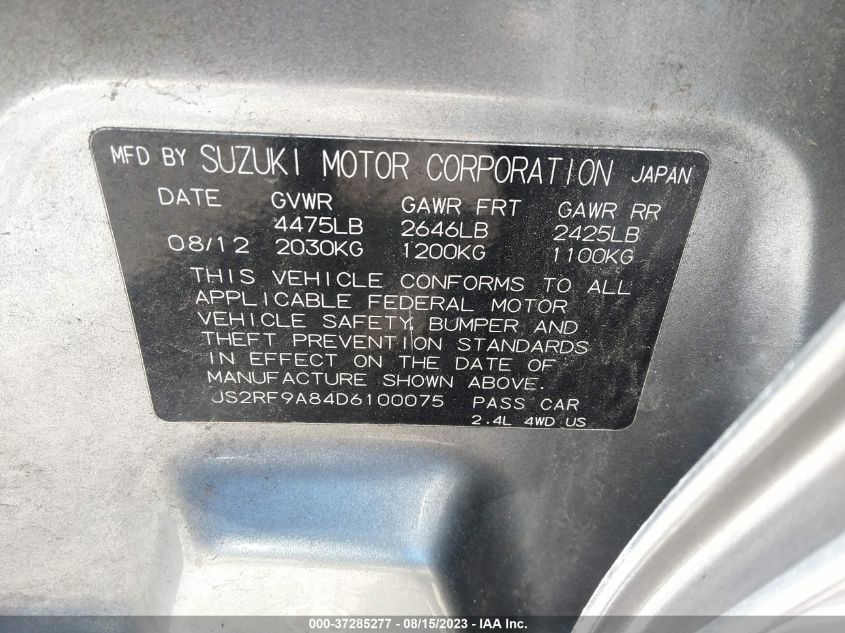 MFD BY SUZUKI MOTOR CORPORATION JAPAN
DATE GVWR GAWR FRT GAWR RR
4475LB 2646LB 2425LB
08/12 2030KG 1200KG 1100KG
THIS VEHICLE CONFORMS TO ALL
APPLICABLE FEDERAL MOTOR
VEHICLE SAFETY, BUMPER AND
THEFT PREVENTION STANDARDS
IN EFFECT ON THE DATE OF
MANUFACTURE SHOWN ABOVE.
JS2RF9A84D6100075 PASS CAR
2.4L 4WD US
000-37285277 - 08/15/2023 - IAA Inc.